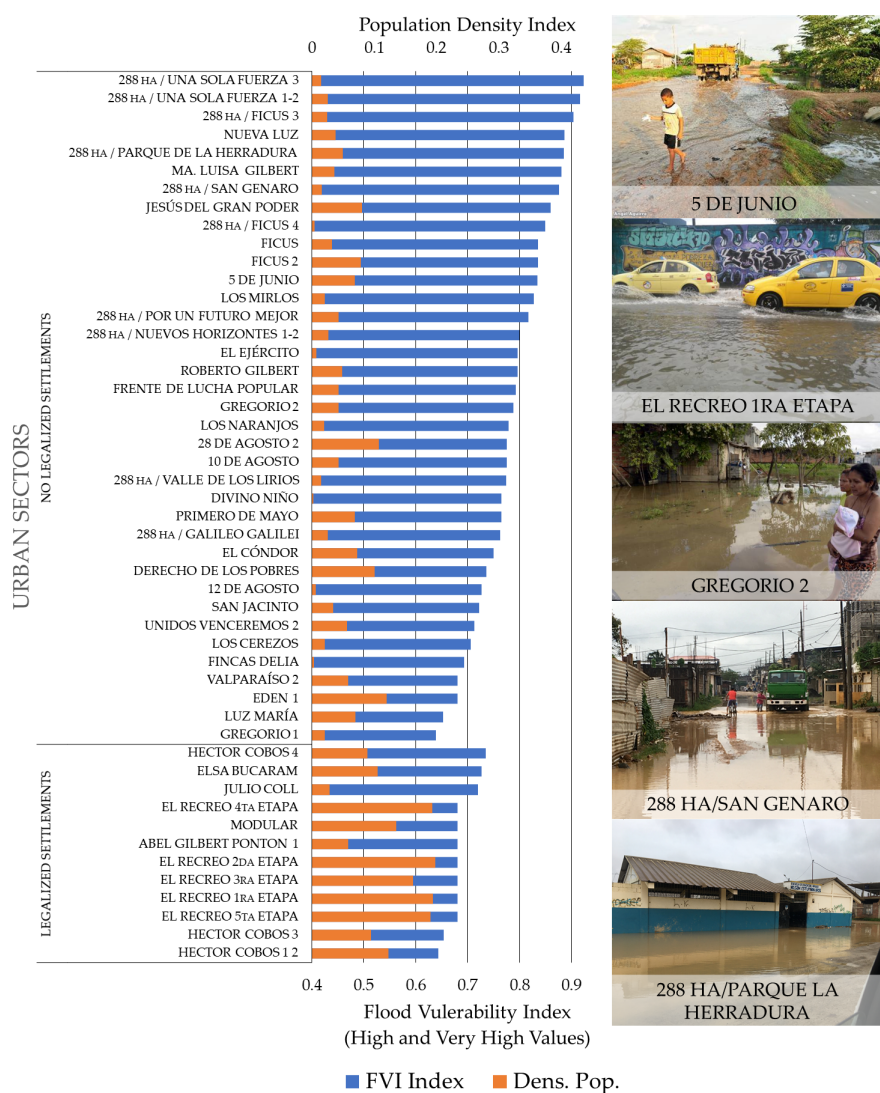 Population Density Index
0 0.1 0.2 0.3 0.4
URBAN SECTORS
NO LEGALIZED SETTLEMENTS
288 HA / UNA SOLA FUERZA 3
288 HA / UNA SOLA FUERZA 1-2
288 HA / FICUS 3
NUEVA LUZ
288 HA / PARQUE DE LA HERRADURA
MA. LUISA GILBERT
288 HA / SAN GENARO
JESÚS DEL GRAN PODER
288 HA / FICUS 4
FICUS
FICUS 2
5 DE JUNIO
LOS MIRLOS
288 HA / POR UN FUTURO MEJOR
288 HA / NUEVOS HORIZONTES 1-2
EL EJÉRCITO
ROBERTO GILBERT
FRENTE DE LUCHA POPULAR
GREGORIO 2
LOS NARANJOS
28 DE AGOSTO 2
10 DE AGOSTO
288 HA / VALLE DE LOS LIRIOS
DIVINO NIÑO
PRIMERO DE MAYO
288 HA / GALILEO GALILEI
EL CÓNDOR
DERECHO DE LOS POBRES
12 DE AGOSTO
SAN JACINTO
UNIDOS VENCEREMOS 2
LOS CEREZOS
FINCAS DELIA
VALPARAÍSO 2
EDEN 1
LUZ MARÍA
GREGORIO 1
LEGALIZED SETTLEMENTS
HECTOR COBOS 4
ELSA BUCARAM
JULIO COLL
EL RECREO 4TA ETAPA
MODULAR
ABEL GILBERT PONTON 1
EL RECREO 2DA ETAPA
EL RECREO 3RA ETAPA
EL RECREO 1RA ETAPA
EL RECREO 5TA ETAPA
HECTOR COBOS 3
HECTOR COBOS 1 2
0.4 0.5 0.6 0.7 0.8 0.9
Flood Vulerability Index
(High and Very High Values)
FVI Index Dens. Pop.
5 DE JUNIO
EL RECREO 1RA ETAPA
GREGORIO 2
288 HA/SAN GENARO
288 HA/PARQUE LA
HERRADURA